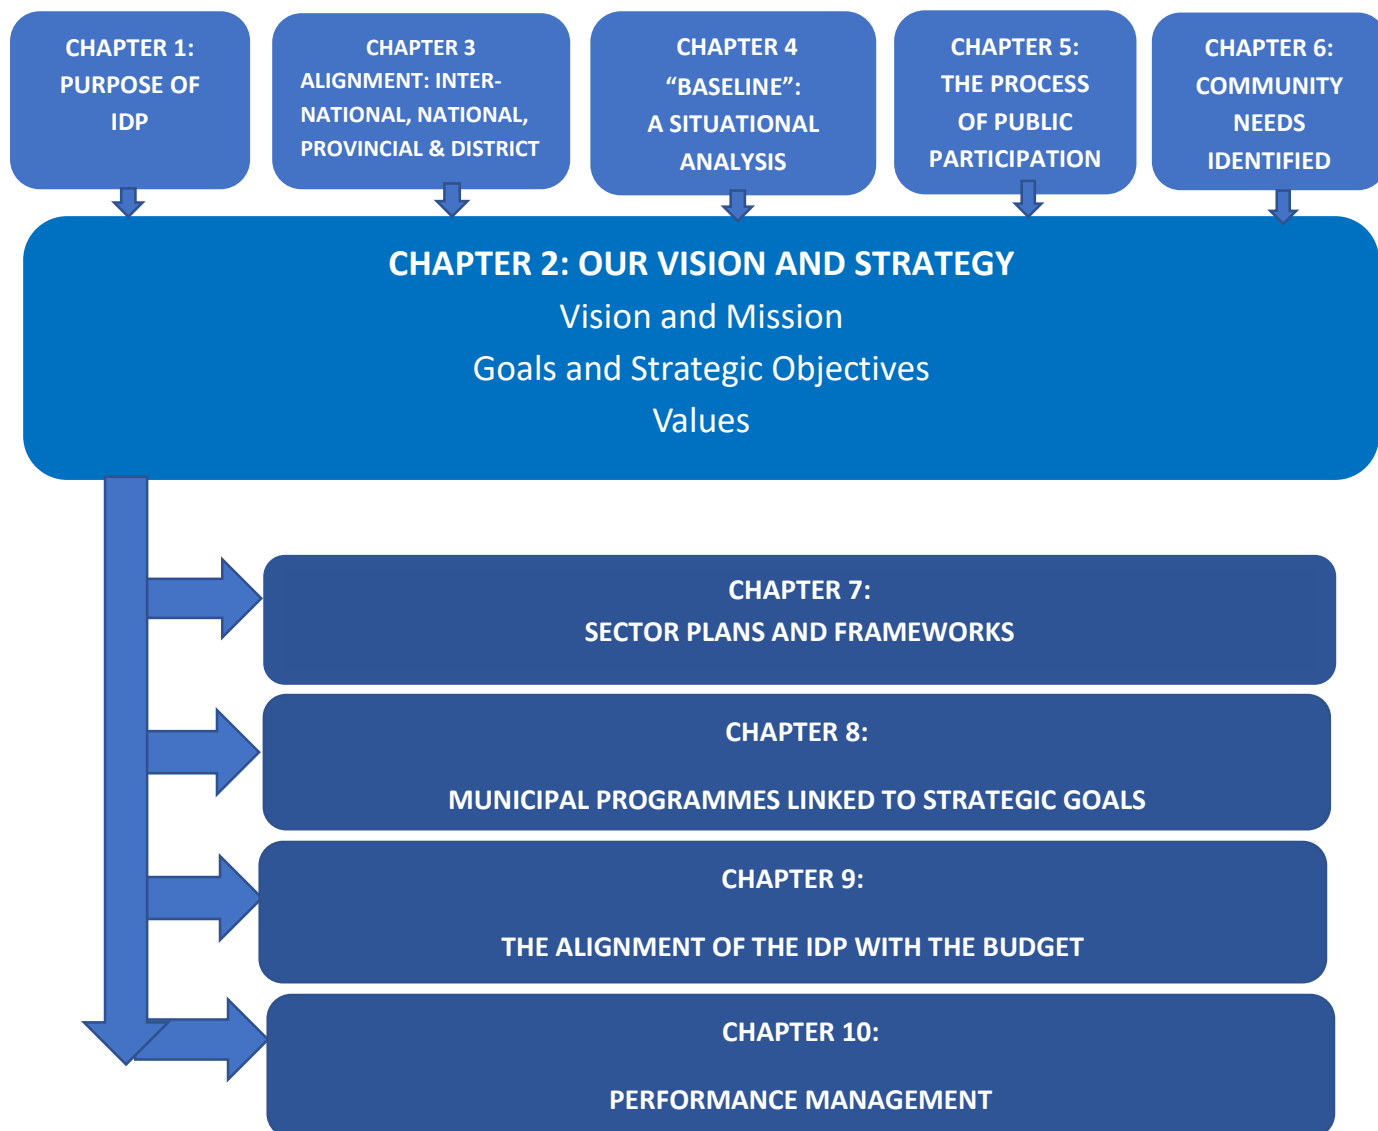 CHAPTER 1:
PURPOSE OF
IDP
CHAPTER 3
ALIGNMENT: INTER-
NATIONAL, NATIONAL,
PROVINCIAL & DISTRICT
CHAPTER 4
“BASELINE”:
A SITUATIONAL
ANALYSIS
CHAPTER 5:
THE PROCESS
OF PUBLIC
PARTICIPATION
CHAPTER 6:
COMMUNITY
NEEDS
IDENTIFIED
CHAPTER 2: OUR VISION AND STRATEGY
Vision and Mission
Goals and Strategic Objectives
Values
CHAPTER 7:
SECTOR PLANS AND FRAMEWORKS
CHAPTER 8:
MUNICIPAL PROGRAMMES LINKED TO STRATEGIC GOALS
CHAPTER 9:
THE ALIGNMENT OF THE IDP WITH THE BUDGET
CHAPTER 10:
PERFORMANCE MANAGEMENT